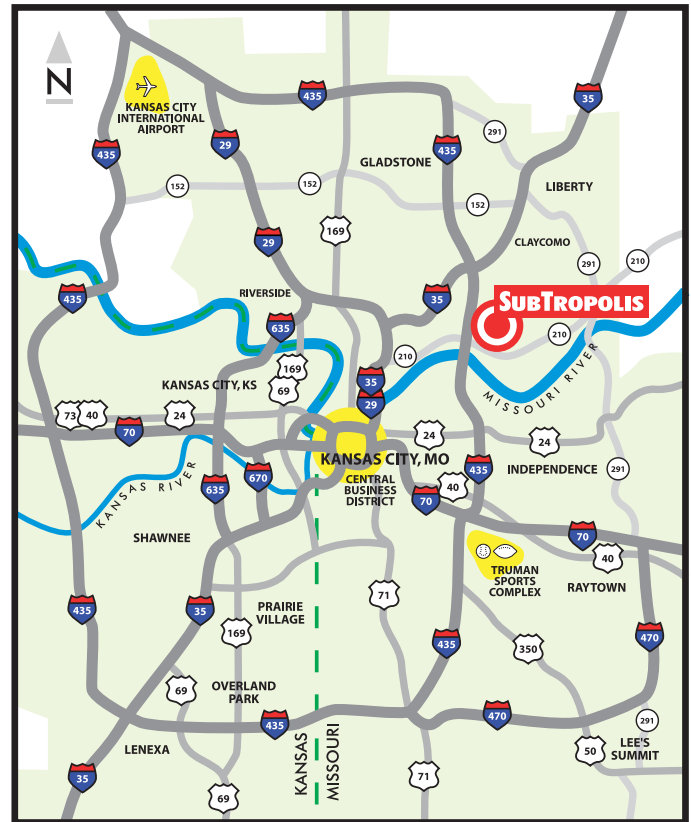 N
KANSAS CITY
INTERNATIONAL
AIRPORT
435
35
435
29
435
291
GLADSTONE
152
152
152
LIBERTY
169
29
CLAYCOMO
291
210
435
RIVERSIDE
35
SUBTROPOLIS
635
210
210
MISSOURI RIVER
169
69
35
29
KANSAS CITY, KS
73
40
24
70
24
24
KANSAS CITY, MO
CENTRAL
BUSINESS
DISTRICT
435
INDEPENDENCE
291
KANSAS RIVER
635
670
40
70
SHAWNEE
70
40
TRUMAN
SPORTS
COMPLEX
RAYTOWN
435
35
PRAIRIE
VILLAGE
71
169
435
350
470
69
OVERLAND
PARK
435
470
291
LENEXA
KANSAS
MISSOURI
50
LEE'S
SUMMIT
35
69
71